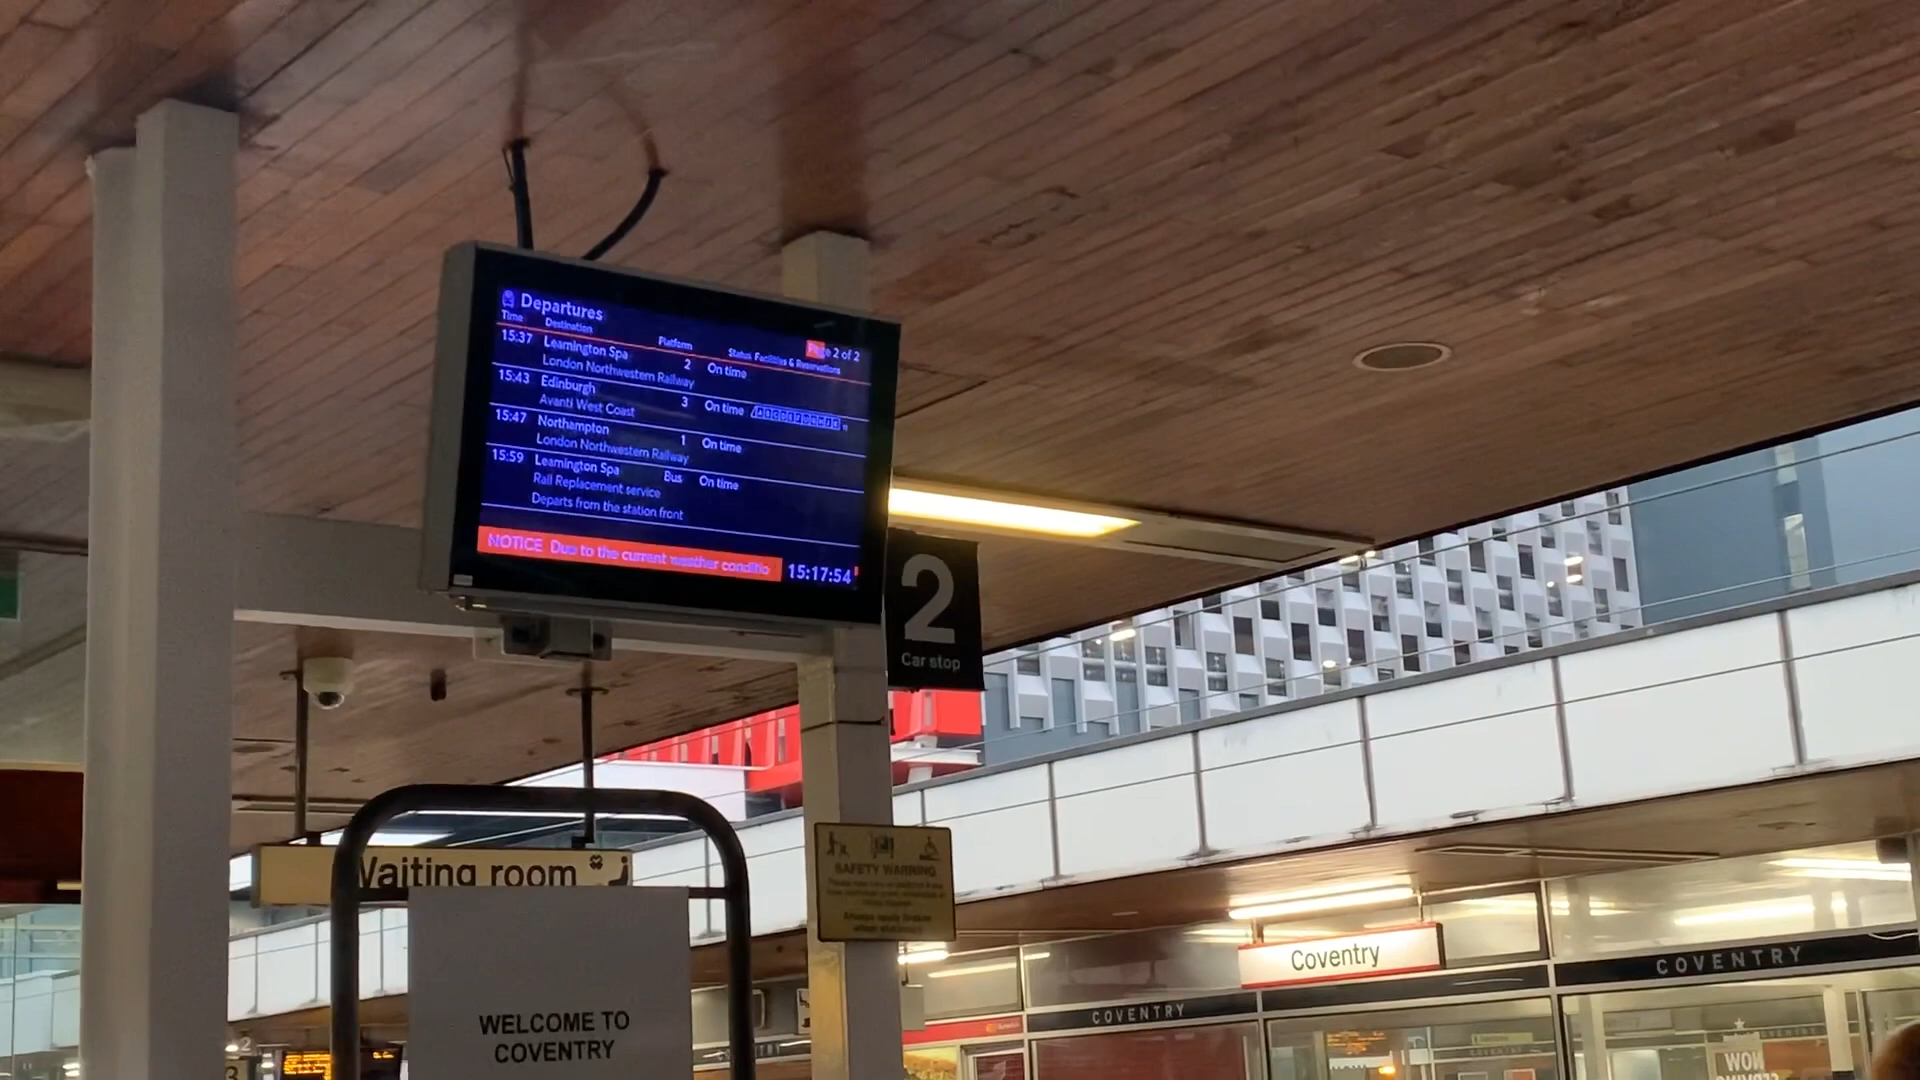 Departures
Page 2 of 2
Time Destination Platform Status Facilities & Reservations
15:37 Leamington Spa 2 On time
London Northwestern Railway
15:43 Edinburgh 3 On time
Avanti West Coast
15:47 Northampton 1 On time
London Northwestern Railway
15:59 Leamington Spa Bus On time
Rail Replacement service
Departs from the station front
NOTICE Due to the current weather conditio
15:17:54
2
Car stop
Waiting room
SAFETY WARNING
WELCOME TO
COVENTRY
Coventry
COVENTRY
COVENTRY
NOW
2
3